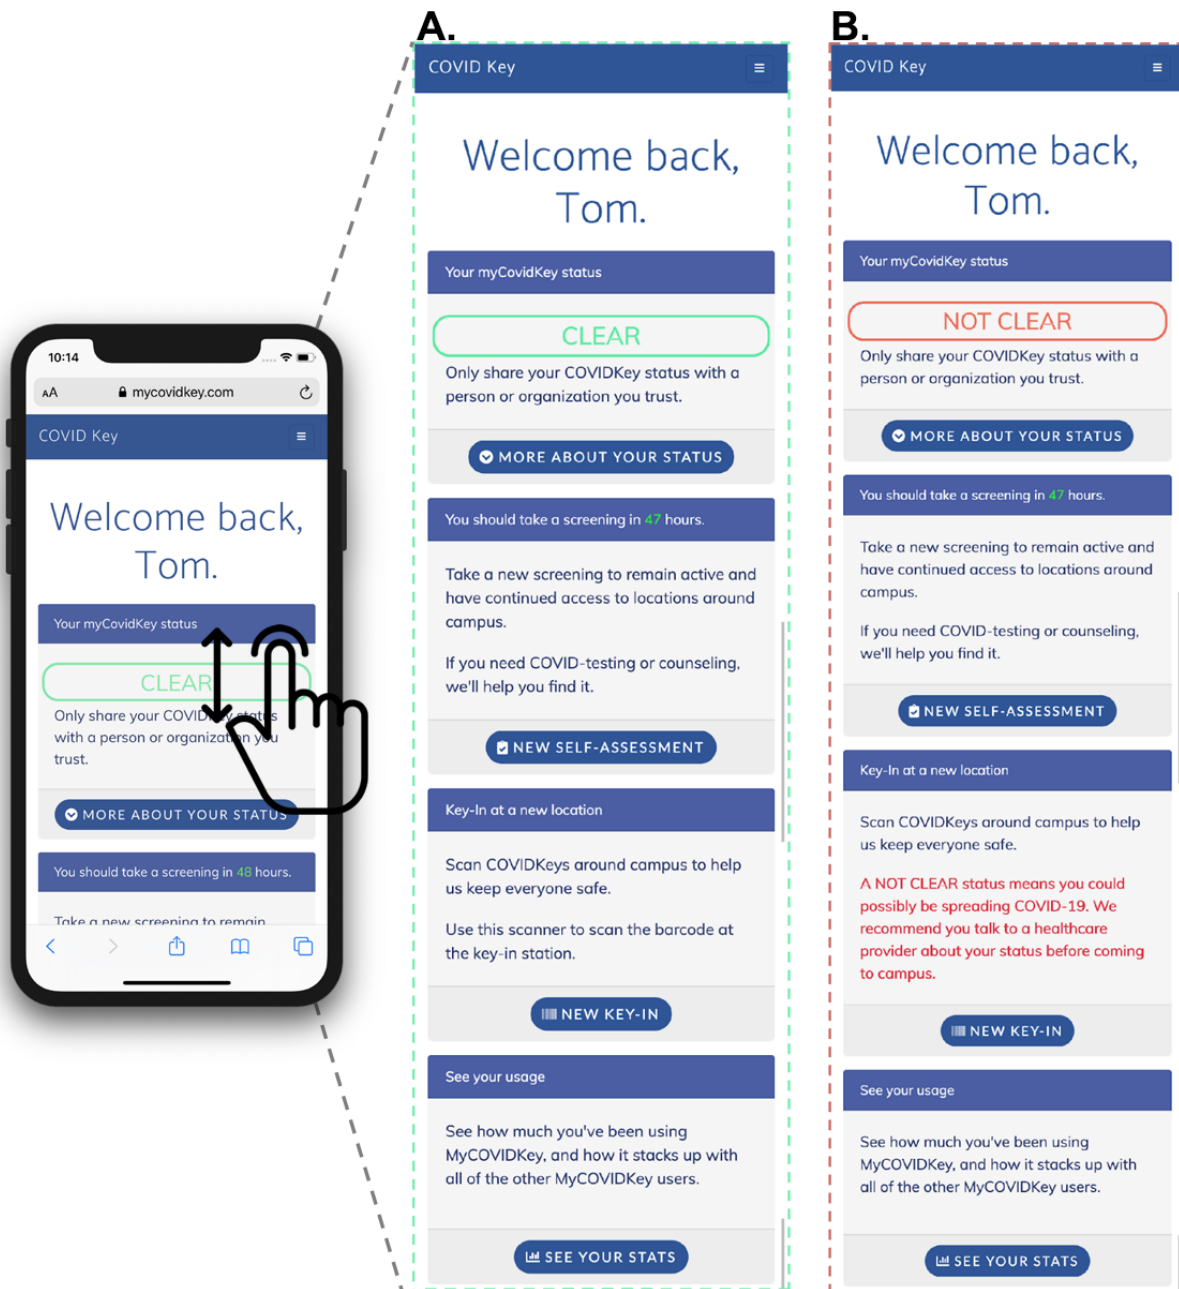 A.
B.
10:14
AA mycovidkey.com
COVID Key
Welcome back,
Tom.
Your myCovidKey status
CLEAR
Only share your COVIDKey status
with a person or organization you
trust.
MORE ABOUT YOUR STATUS
You should take a screening in 48 hours.
Take a new screening to remain
COVID Key
Welcome back,
Tom.
Your myCovidKey status
CLEAR
Only share your COVIDKey status with a
person or organization you trust.
MORE ABOUT YOUR STATUS
You should take a screening in 47 hours.
Take a new screening to remain active and
have continued access to locations around
campus.
If you need COVID-testing or counseling,
we'll help you find it.
NEW SELF-ASSESSMENT
Key-In at a new location
Scan COVIDKeys around campus to help
us keep everyone safe.
Use this scanner to scan the barcode at
the key-in station.
NEW KEY-IN
See your usage
See how much you've been using
MyCOVIDKey, and how it stacks up with
all of the other MyCOVIDKey users.
SEE YOUR STATS
COVID Key
Welcome back,
Tom.
Your myCovidKey status
NOT CLEAR
Only share your COVIDKey status with a
person or organization you trust.
MORE ABOUT YOUR STATUS
You should take a screening in 47 hours.
Take a new screening to remain active and
have continued access to locations around
campus.
If you need COVID-testing or counseling,
we'll help you find it.
NEW SELF-ASSESSMENT
Key-In at a new location
Scan COVIDKeys around campus to help
us keep everyone safe.
A NOT CLEAR status means you could
possibly be spreading COVID-19. We
recommend you talk to a healthcare
provider about your status before coming
to campus.
NEW KEY-IN
See your usage
See how much you've been using
MyCOVIDKey, and how it stacks up with
all of the other MyCOVIDKey users.
SEE YOUR STATS